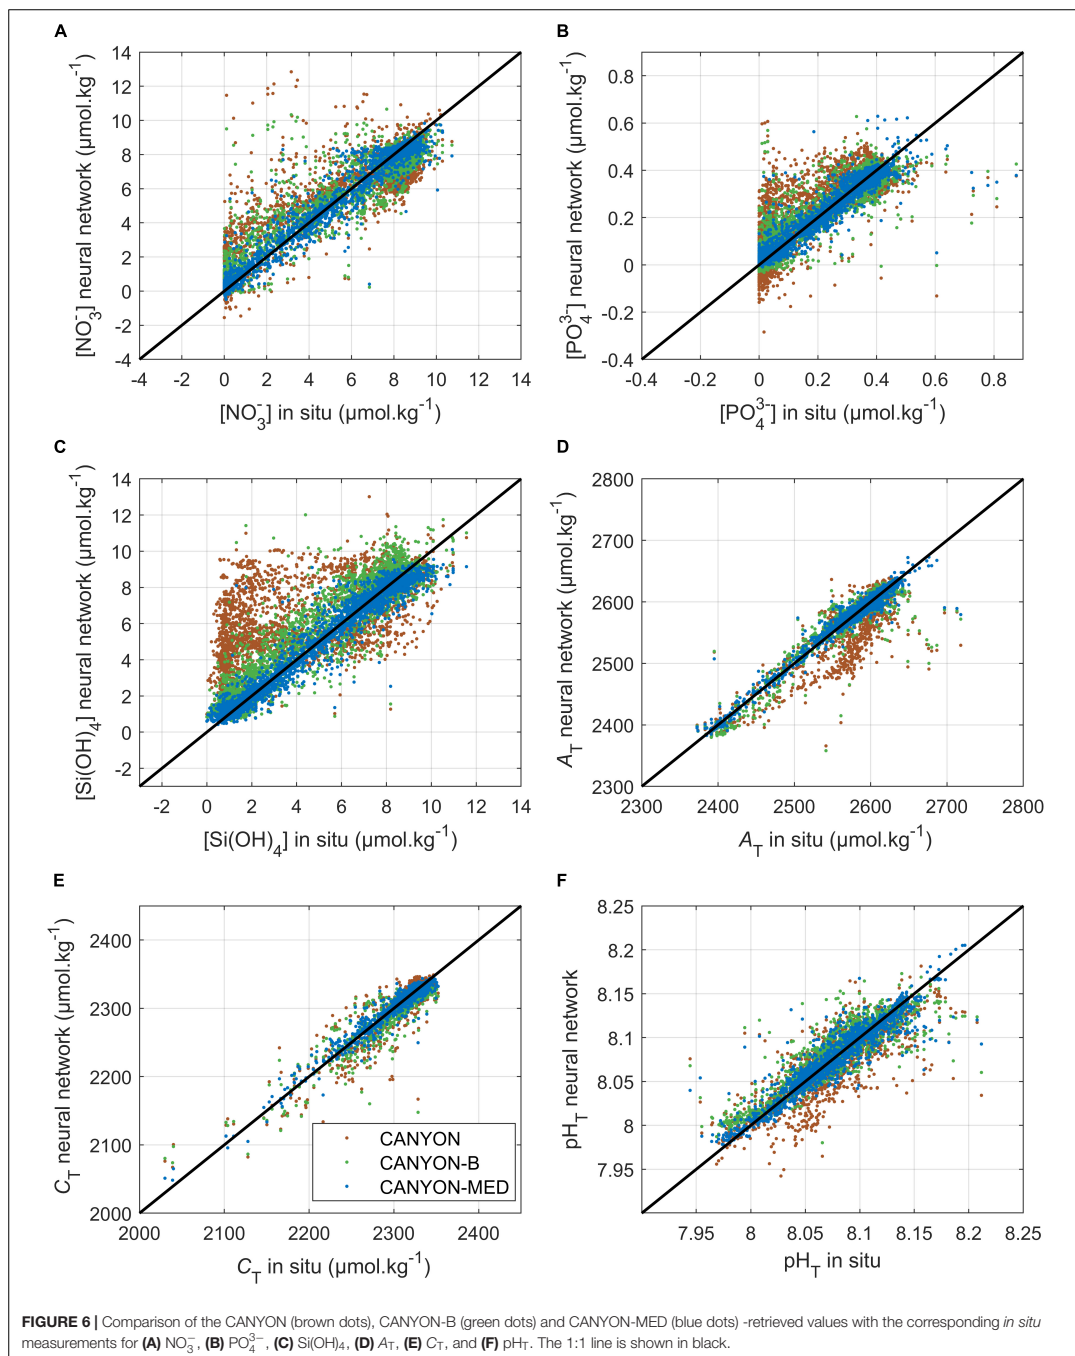 A
[NO₃⁻] neural network (µmol.kg⁻¹)
14
12
10
8
6
4
2
0
-2
-4
-4 -2 0 2 4 6 8 10 12 14
[NO₃⁻] in situ (µmol.kg⁻¹)
B
[PO₄³⁻] neural network (µmol.kg⁻¹)
0.8
0.6
0.4
0.2
0
-0.2
-0.4
-0.4 -0.2 0 0.2 0.4 0.6 0.8
[PO₄³⁻] in situ (µmol.kg⁻¹)
C
[Si(OH)₄] neural network (µmol.kg⁻¹)
14
12
10
8
6
4
2
0
-2
-2 0 2 4 6 8 10 12 14
[Si(OH)₄] in situ (µmol.kg⁻¹)
D
A_T neural network (µmol.kg⁻¹)
2800
2700
2600
2500
2400
2300
2300 2400 2500 2600 2700 2800
A_T in situ (µmol.kg⁻¹)
E
C_T neural network (µmol.kg⁻¹)
2400
2300
2200
2100
2000
2000 2100 2200 2300
C_T in situ (µmol.kg⁻¹)
CANYON
CANYON-B
CANYON-MED
F
pH_T neural network
8.25
8.2
8.15
8.1
8.05
8
7.95
7.95 8 8.05 8.1 8.15 8.2 8.25
pH_T in situ
FIGURE 6 | Comparison of the CANYON (brown dots), CANYON-B (green dots) and CANYON-MED (blue dots) -retrieved values with the corresponding in situ
measurements for (A) NO₃⁻, (B) PO₄³⁻, (C) Si(OH)₄, (D) A_T, (E) C_T, and (F) pH_T. The 1:1 line is shown in black.